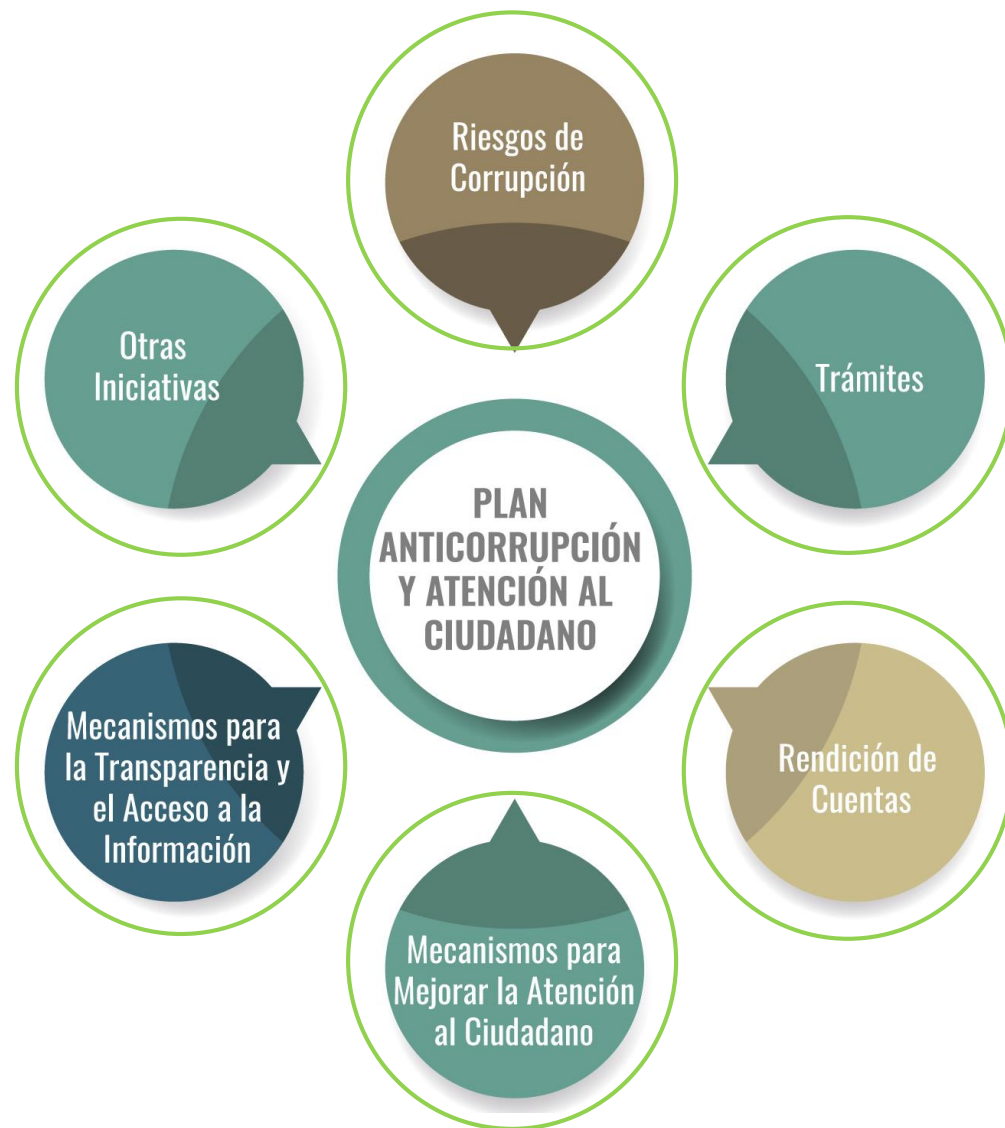 Riesgos de
Corrupción
Otras
Iniciativas
Trámites
PLAN
ANTICORRUPCIÓN
Y ATENCIÓN AL
CIUDADANO
Mecanismos para
la Transparencia y
el Acceso a la
Información
Rendición de
Cuentas
Mecanismos para
Mejorar la Atención
al Ciudadano